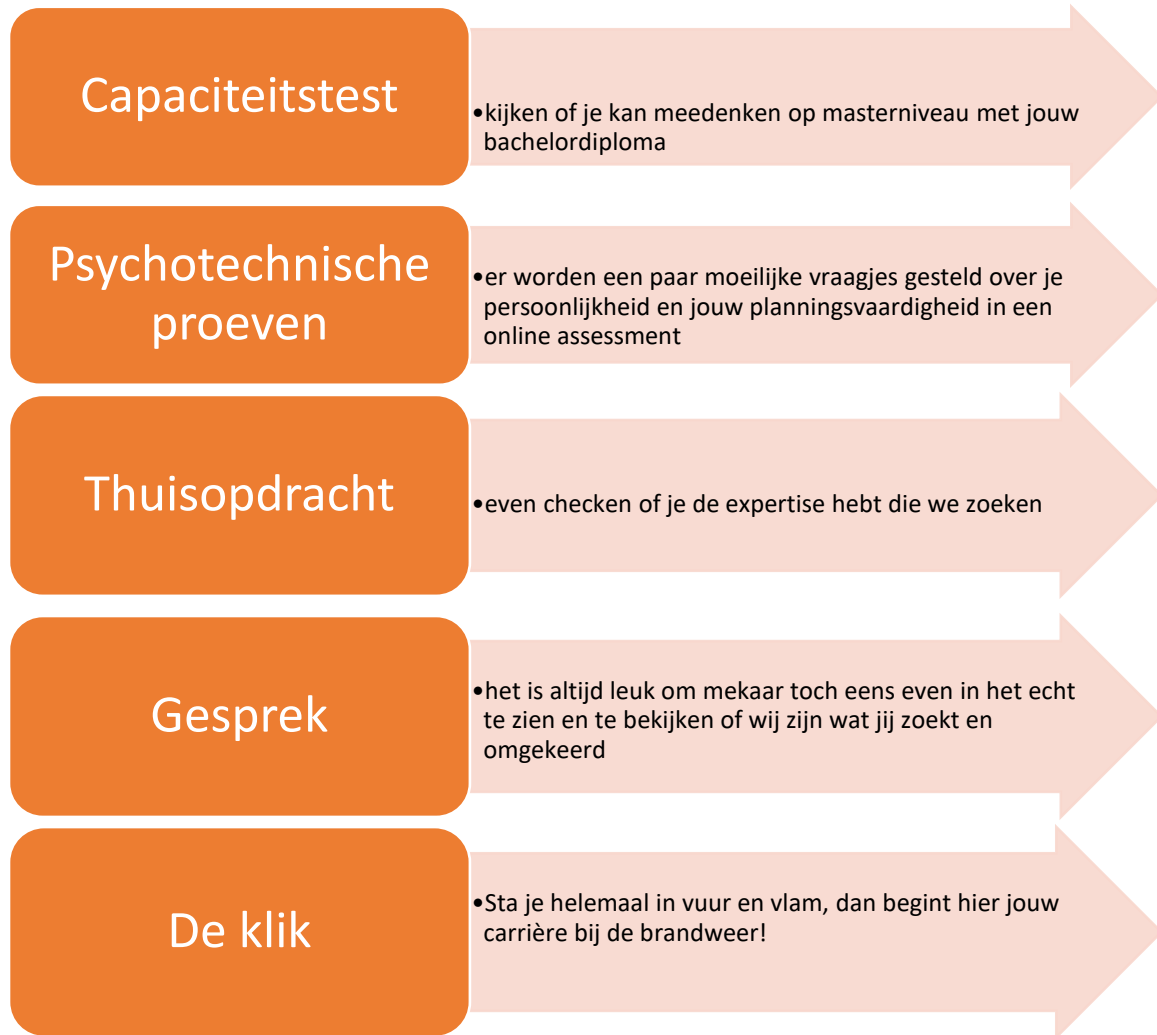 Capaciteitstest
•kijken of je kan meedenken op masterniveau met jouw
bachelordiploma
Psychotechnische
proeven
•er worden een paar moeilijke vraagjes gesteld over je
persoonlijkheid en jouw planningsvaardigheid in een
online assessment
Thuisopdracht
•even checken of je de expertise hebt die we zoeken
Gesprek
•het is altijd leuk om mekaar toch eens even in het echt
te zien en te bekijken of wij zijn wat jij zoekt en
omgekeerd
De klik
•Sta je helemaal in vuur en vlam, dan begint hier jouw
carrière bij de brandweer!